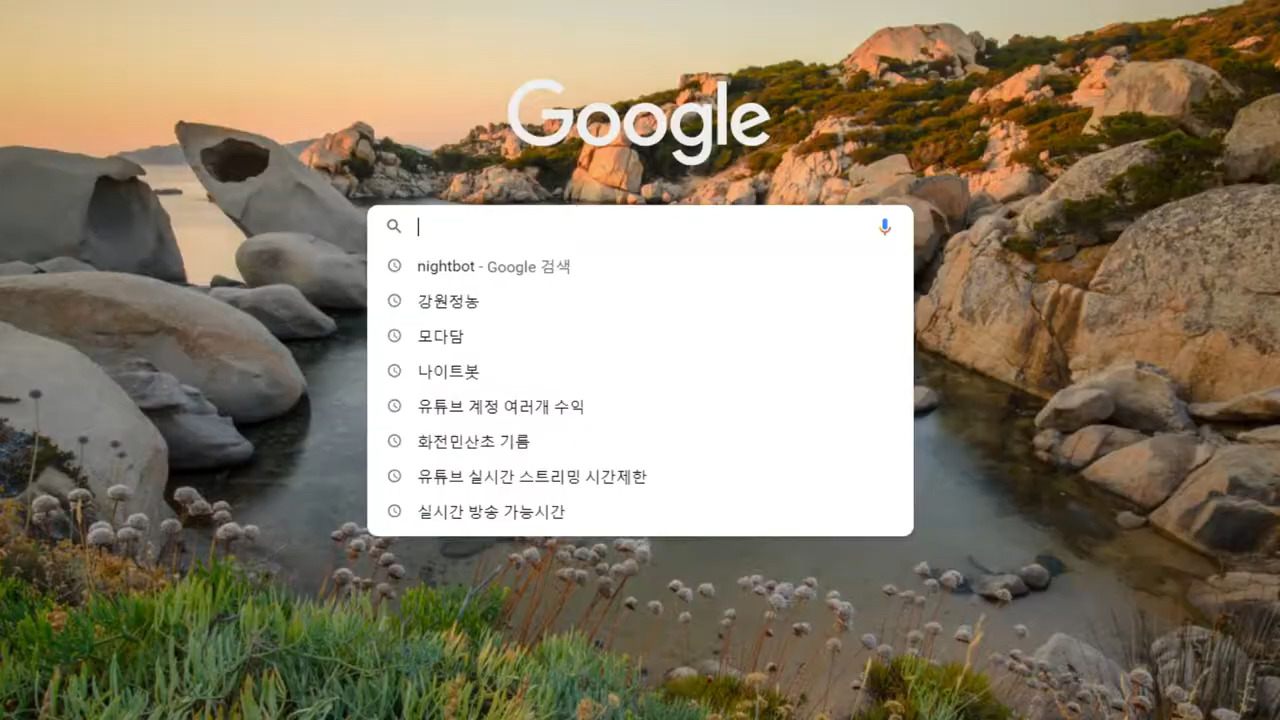 Google
nightbot - Google 검색
강원정농
모다담
나이트봇
유튜브 계정 여러개 수익
화전민산초 기름
유튜브 실시간 스트리밍 시간제한
실시간 방송 가능시간